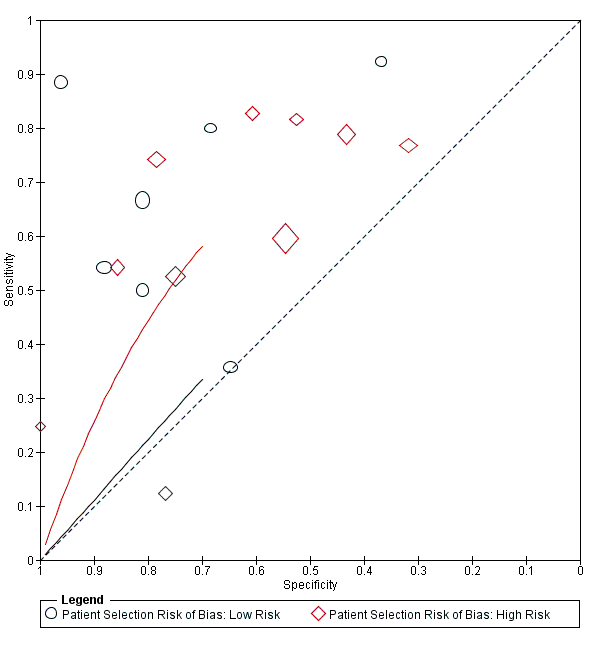 1
0.9
0.8
0.7
0.6
0.5
0.4
0.3
0.2
0.1
0
Sensitivity
1 0.9 0.8 0.7 0.6 0.5 0.4 0.3 0.2 0.1 0
Specificity
Legend
Patient Selection Risk of Bias: Low Risk Patient Selection Risk of Bias: High Risk